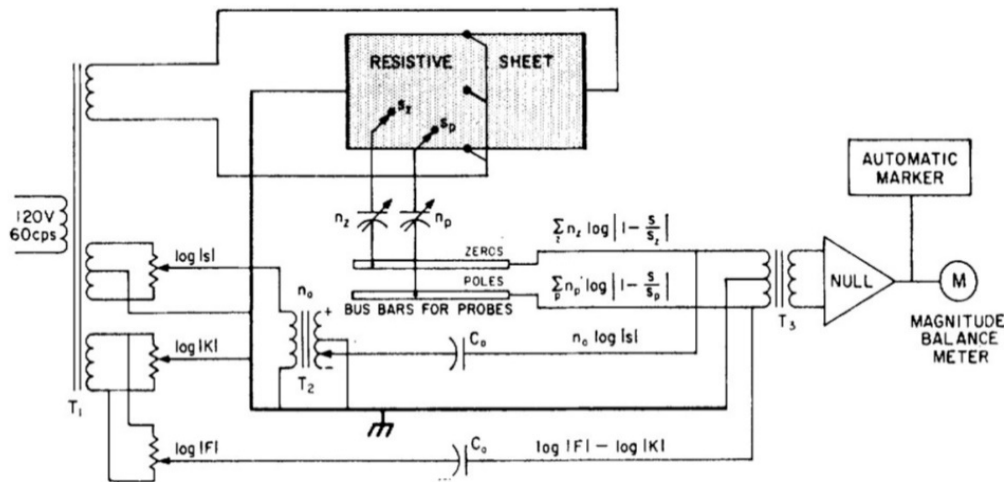 RESISTIVE SHEET
S_z
S_p
120V
60cps
n_z
n_p
AUTOMATIC
MARKER
log|s|
ZEROS
∑_z n_z log|1 - s/s_z|
POLES
∑_p n_p log|1 - s/s_p|
BUS BARS FOR PROBES
NULL
M
n_o
+
−
T_3
MAGNITUDE
BALANCE
METER
log|K|
C_o
n_o log|s|
T_2
T_1
log|F|
C_o
log|F| − log|K|